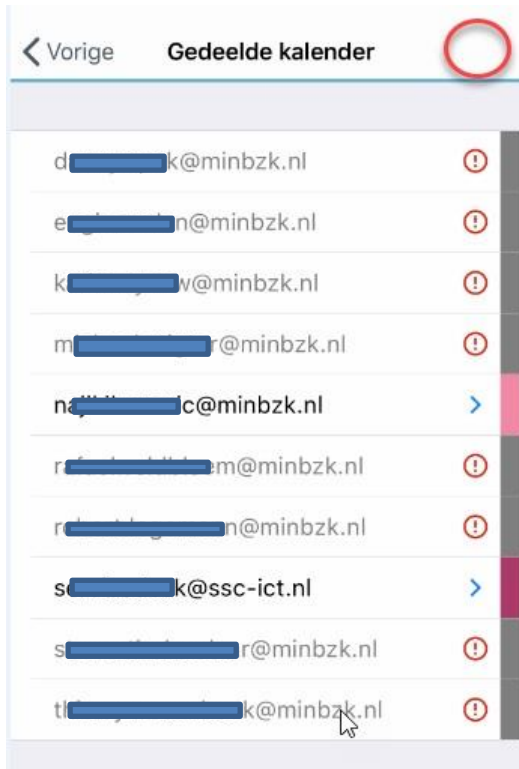 Vorige Gedeelde kalender
d k@minbzk.nl
e n@minbzk.nl
k w@minbzk.nl
m r@minbzk.nl
na c@minbzk.nl
r m@minbzk.nl
r n@minbzk.nl
se k@ssc-ict.nl
s r@minbzk.nl
t k@minbzk.nl